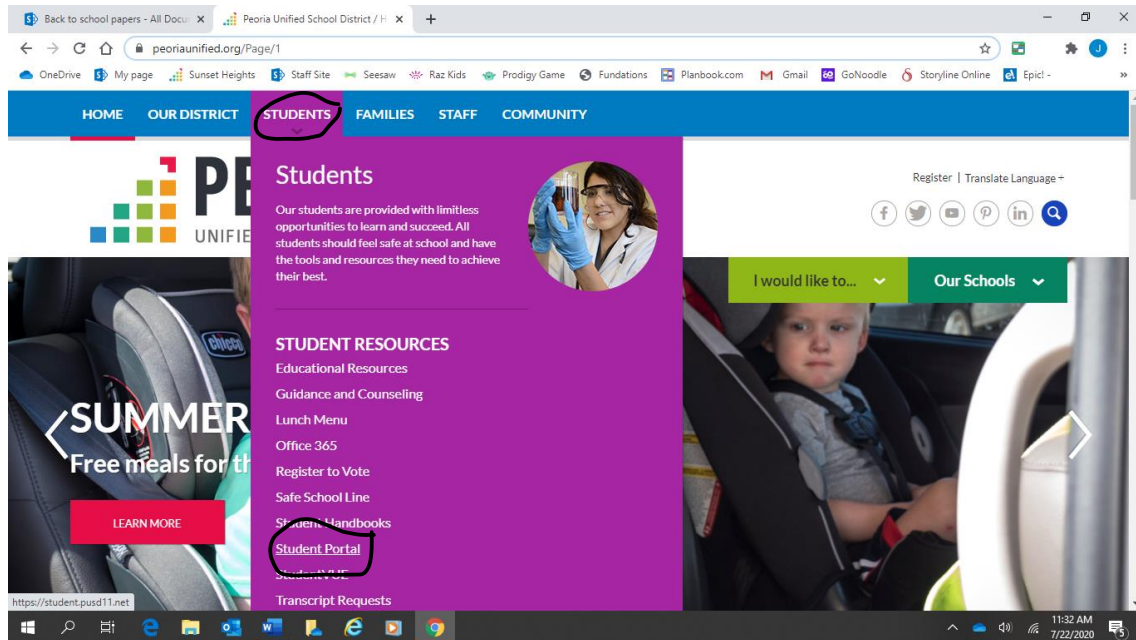 Back to school papers - All Docu
Peoria Unified School District / H
peoriaunified.org/Page/1
OneDrive My page Sunset Heights Staff Site Seesaw Raz Kids Prodigy Game Fundations Planbook.com Gmail GoNoodle Storyline Online Epic! - »
HOME OUR DISTRICT STUDENTS FAMILIES STAFF COMMUNITY
PE
UNIFIE
Students
Our students are provided with limitless
opportunities to learn and succeed. All
students should feel safe at school and have
the tools and resources they need to achieve
their best.
Register | Translate Language +
I would like to...
Our Schools
chicco
STUDENT RESOURCES
Educational Resources
Guidance and Counseling
Lunch Menu
Office 365
Register to Vote
Safe School Line
Student Handbooks
Student Portal
StudentVUE
Transcript Requests
SUMMER
Free meals for th
LEARN MORE
https://student.pusd11.net
11:32 AM
7/22/2020